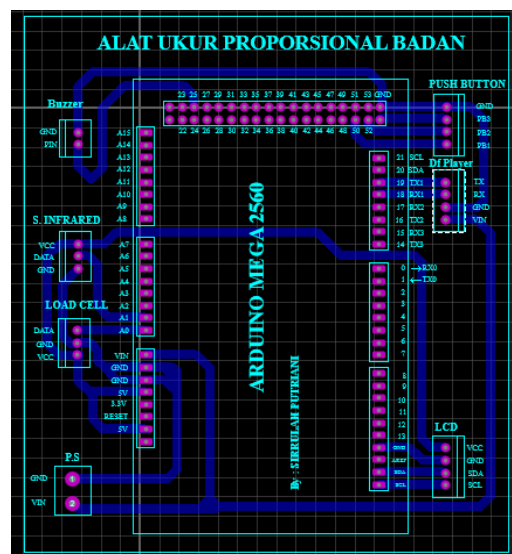 ALAT UKUR PROPORSIONAL BADAN
23 25 27 29 31 33 35 37 39 41 43 45 47 49 51 53 GND
22 24 26 28 30 32 34 36 38 40 42 44 46 48 50 52
Buzzer
GND
PIN
S. INFRARED
VCC
DATA
GND
LOAD CELL
DATA
GND
VCC
P.S
GND
VIN
1
2
A15
A14
A13
A12
A11
A10
A9
A8
A7
A6
A5
A4
A3
A2
A1
A0
VIN
GND
GND
5V
3.3V
RESET
5V
ARDUINO MEGA 2560
By : SIRRULAH PUTRIANI
21 SCL
20 SDA
19 TX1
18 RX1
17 RX2
16 TX2
15 RX3
14 TX3
0 →RX0
1 ←TX0
2
3
4
5
6
7
8
9
10
11
12
13
GND
AREF
SDA
SCL
PUSH BUTTON
GND
PB3
PB2
PB1
Df Player
TX
RX
GND
VIN
LCD
VCC
GND
SDA
SCL